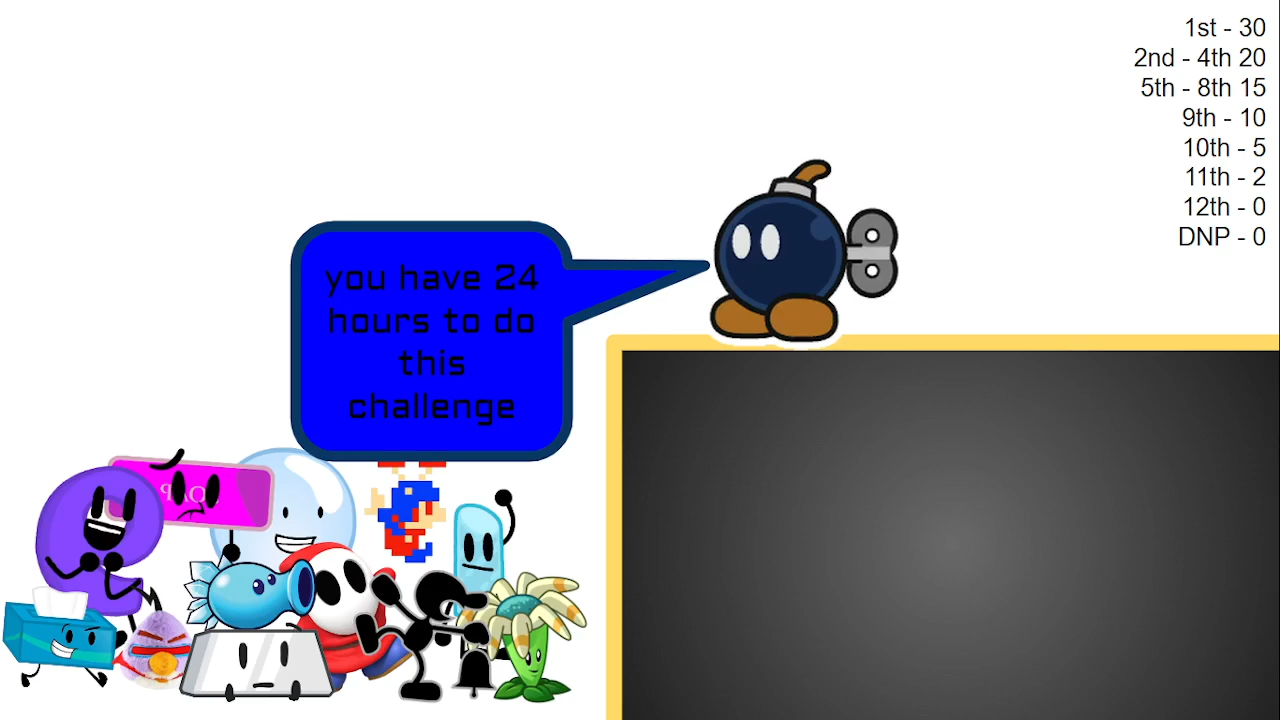 1st - 30
2nd - 4th 20
5th - 8th 15
9th - 10
10th - 5
11th - 2
12th - 0
DNP - 0
you have 24
hours to do
this
challenge